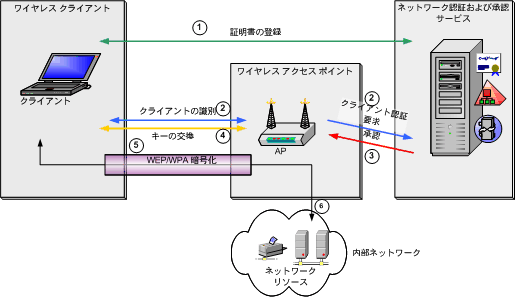 ワイヤレス クライアント
ネットワーク認証および承認
サービス
①
証明書の登録
クライアント
ワイヤレス アクセス ポイント
クライアントの識別
②
キーの交換
④
AP
②
クライアント認証
要求
承認
③
⑤
WEP/WPA 暗号化
⑥
内部ネットワーク
ネットワーク
リソース